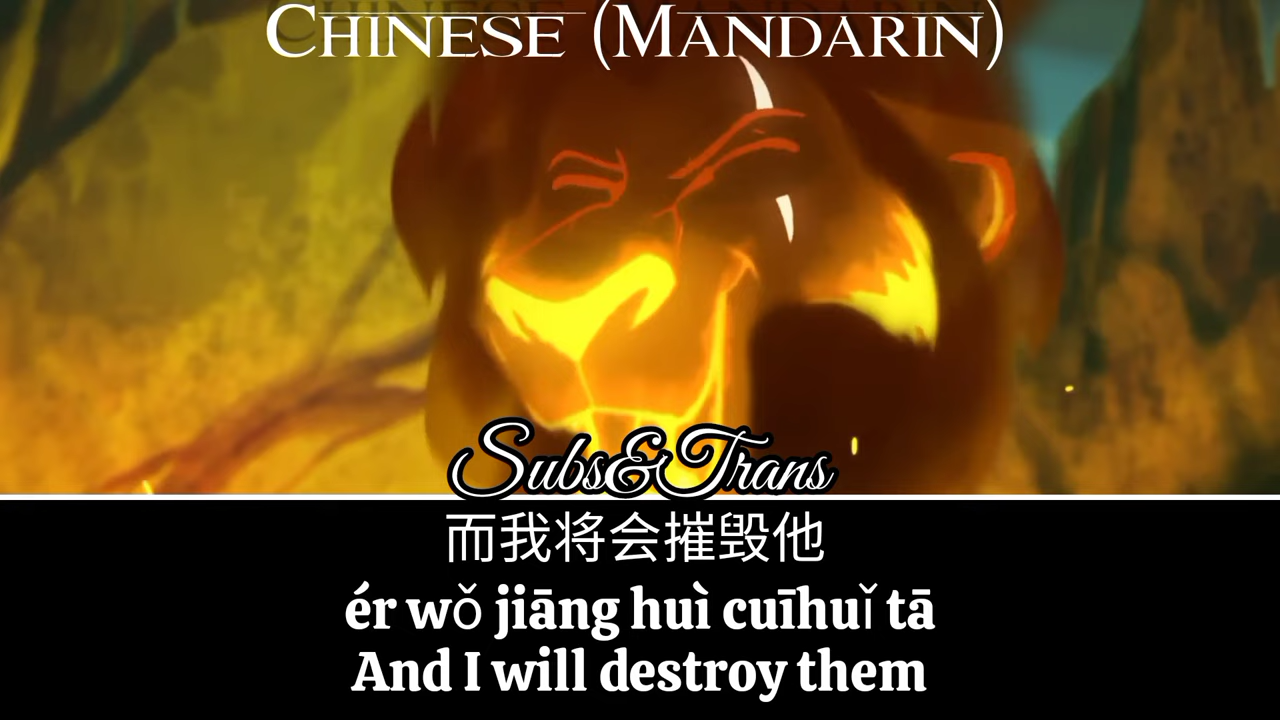 CHINESE (MANDARIN)
Subs&Trans
而我将会摧毁他
ér wǒ jiāng huì cuīhuǐ tā
And I will destroy them